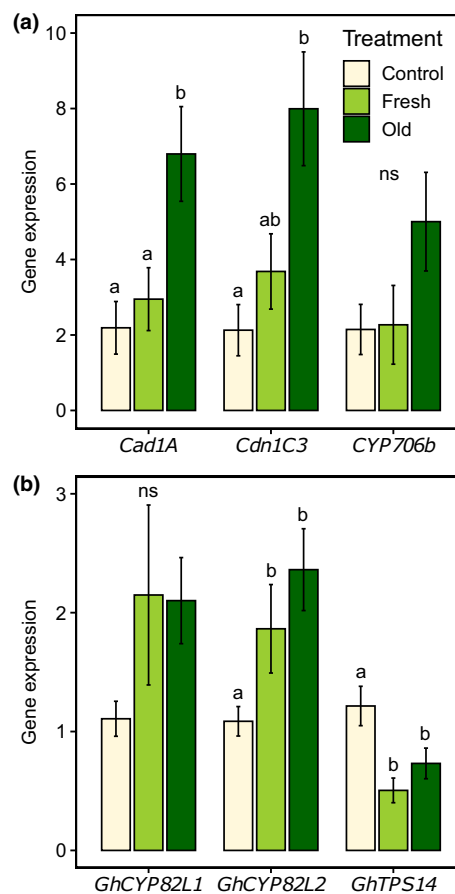 (a)
Gene expression
10
8
6
4
2
0
Treatment
Control
Fresh
Old
a
a
b
a
ab
b
ns
Cad1A
Cdn1C3
CYP706b
(b)
Gene expression
3
2
1
0
ns
a
b
b
a
b
b
GhCYP82L1
GhCYP82L2
GhTPS14